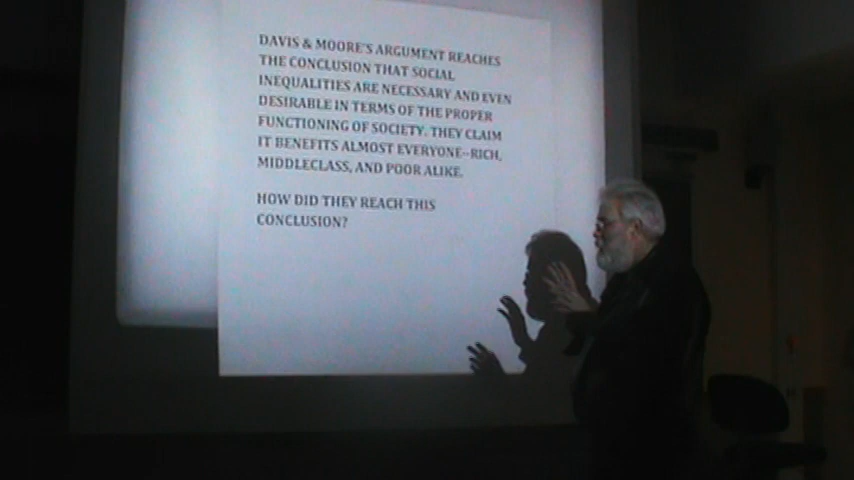 DAVIS & MOORE'S ARGUMENT REACHES
THE CONCLUSION THAT SOCIAL
INEQUALITIES ARE NECESSARY AND EVEN
DESIRABLE IN TERMS OF THE PROPER
FUNCTIONING OF SOCIETY. THEY CLAIM
IT BENEFITS ALMOST EVERYONE--RICH,
MIDDLECLASS, AND POOR ALIKE.
HOW DID THEY REACH THIS
CONCLUSION?